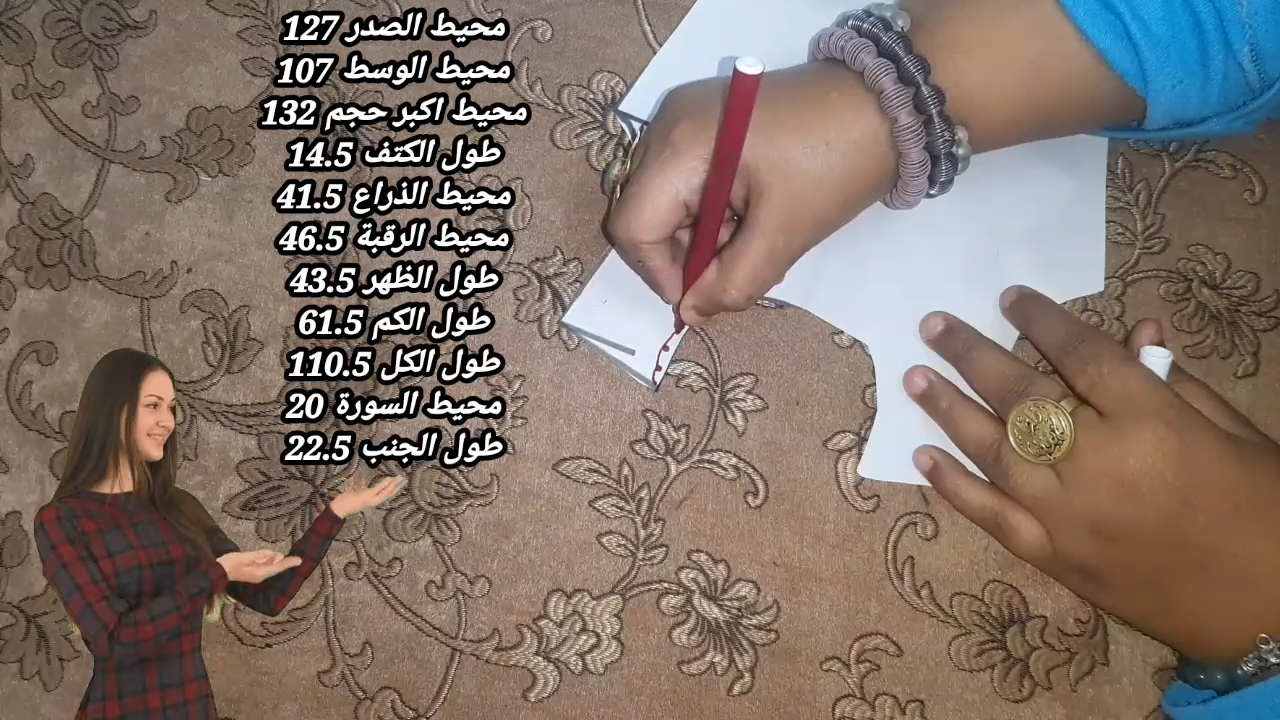 محيط الصدر 127
محيط الوسط 107
محيط اكبر حجم 132
طول الكتف 14.5
محيط الذراع 41.5
محيط الرقبة 46.5
طول الظهر 43.5
طول الكم 61.5
طول الكل 110.5
محيط السورة 20
طول الجنب 22.5